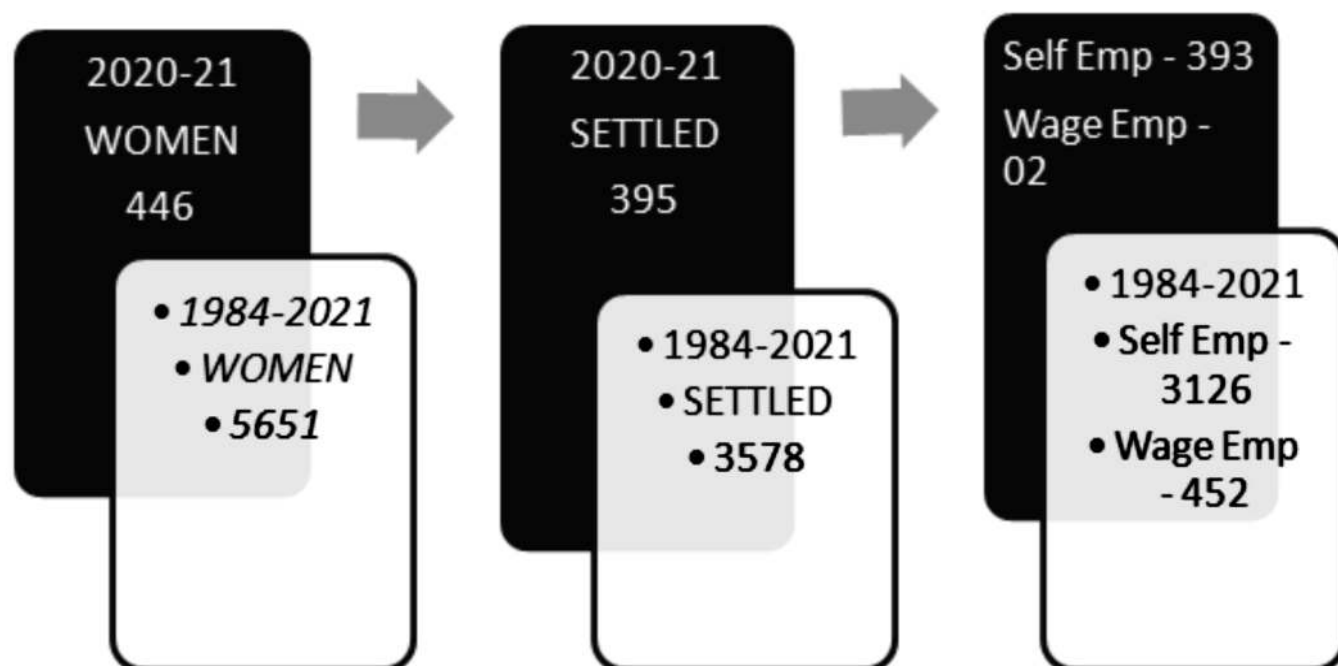 2020-21
WOMEN
446
• 1984-2021
• WOMEN
• 5651
2020-21
SETTLED
395
• 1984-2021
• SETTLED
• 3578
Self Emp - 393
Wage Emp -
02
• 1984-2021
• Self Emp -
3126
• Wage Emp
- 452